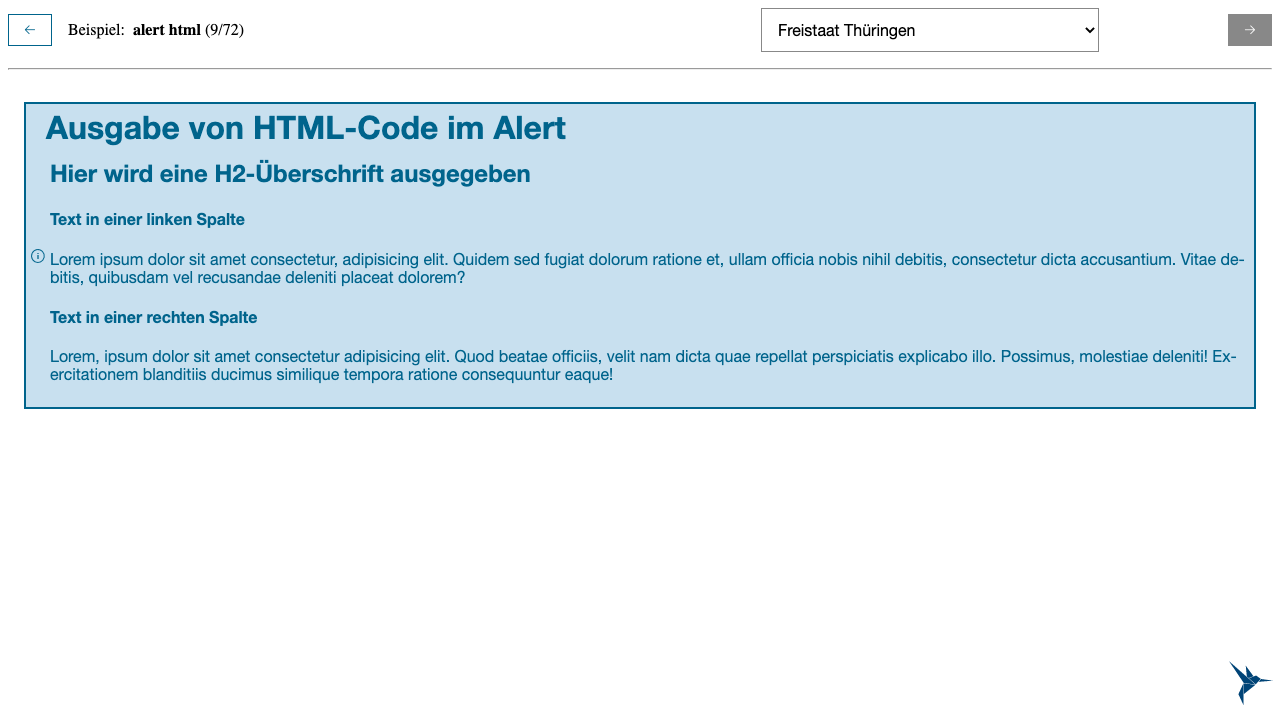 Beispiel: alert html (9/72)
Freistaat Thüringen
Ausgabe von HTML-Code im Alert
Hier wird eine H2-Überschrift ausgegeben
Text in einer linken Spalte
Lorem ipsum dolor sit amet consectetur, adipisicing elit. Quidem sed fugiat dolorum ratione et, ullam officia nobis nihil debitis, consectetur dicta accusantium. Vitae de-
bitis, quibusdam vel recusandae deleniti placeat dolorem?
Text in einer rechten Spalte
Lorem, ipsum dolor sit amet consectetur adipisicing elit. Quod beatae officiis, velit nam dicta quae repellat perspiciatis explicabo illo. Possimus, molestiae deleniti! Ex-
ercitationem blanditiis ducimus similique tempora ratione consequuntur eaque!